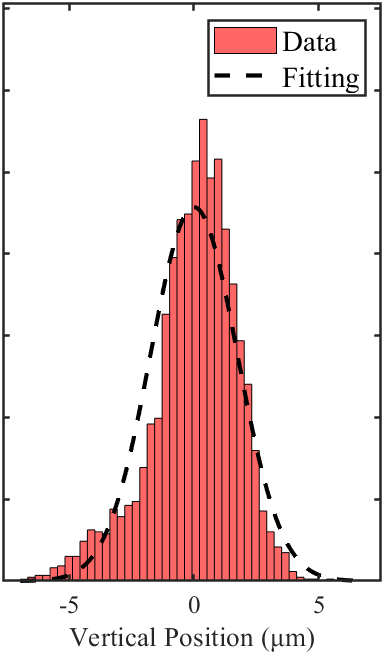 Data
Fitting
-5 0 5
Vertical Position (μm)